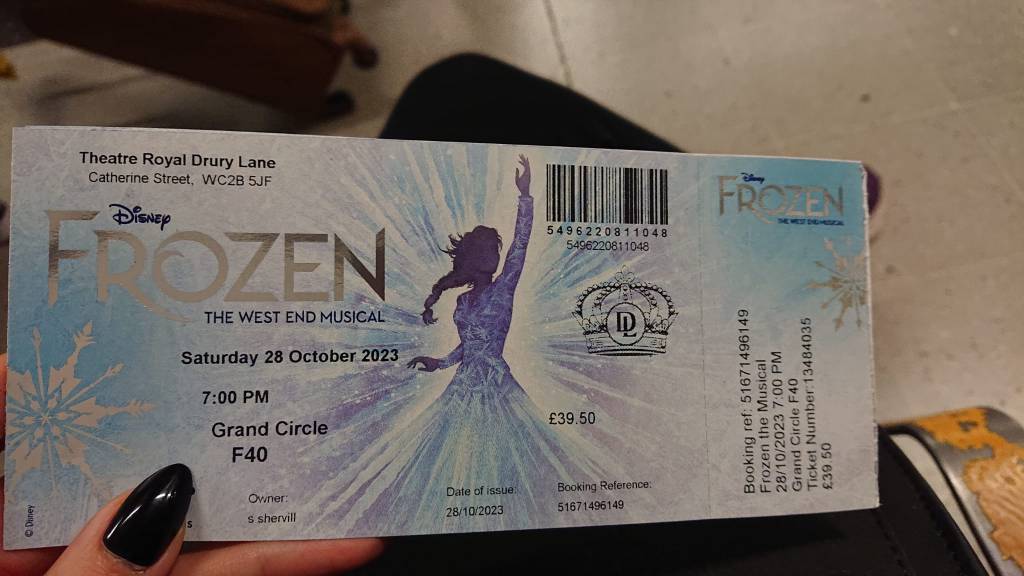 Theatre Royal Drury Lane
Catherine Street, WC2B 5JF
Disney
FROZEN
THE WEST END MUSICAL
Saturday 28 October 2023
7:00 PM
Grand Circle
F40
Owner:
s shervill
Date of issue:
28/10/2023
Booking Reference:
51671496149
5496220811048
5496220811048
DL
£39.50
© Disney
Disney
FROZEN
THE WEST END MUSICAL
Booking ref: 51671496149
Frozen the Musical
28/10/2023 7:00 PM
Grand Circle F40
Ticket Number:13484035
£39.50